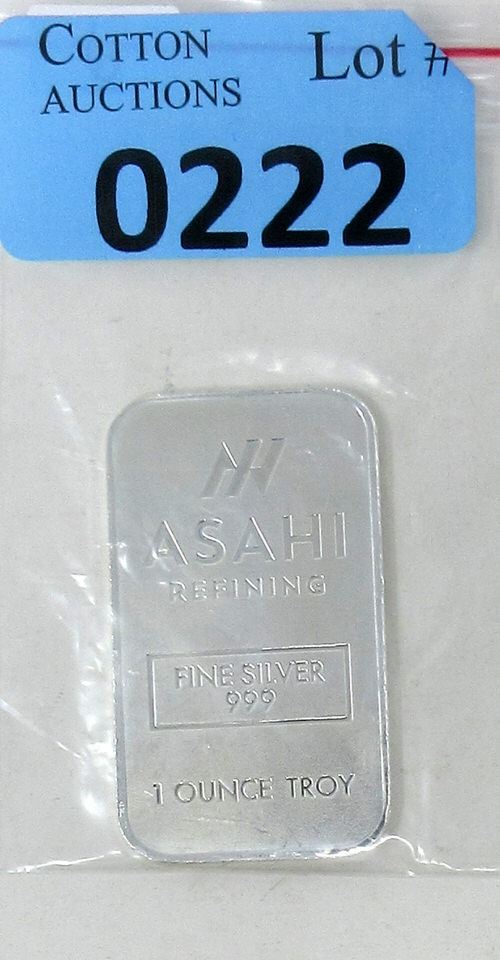 COTTON Lot #
AUCTIONS
0222
ASAHI
REFINING
FINE SILVER
999
1 OUNCE TROY